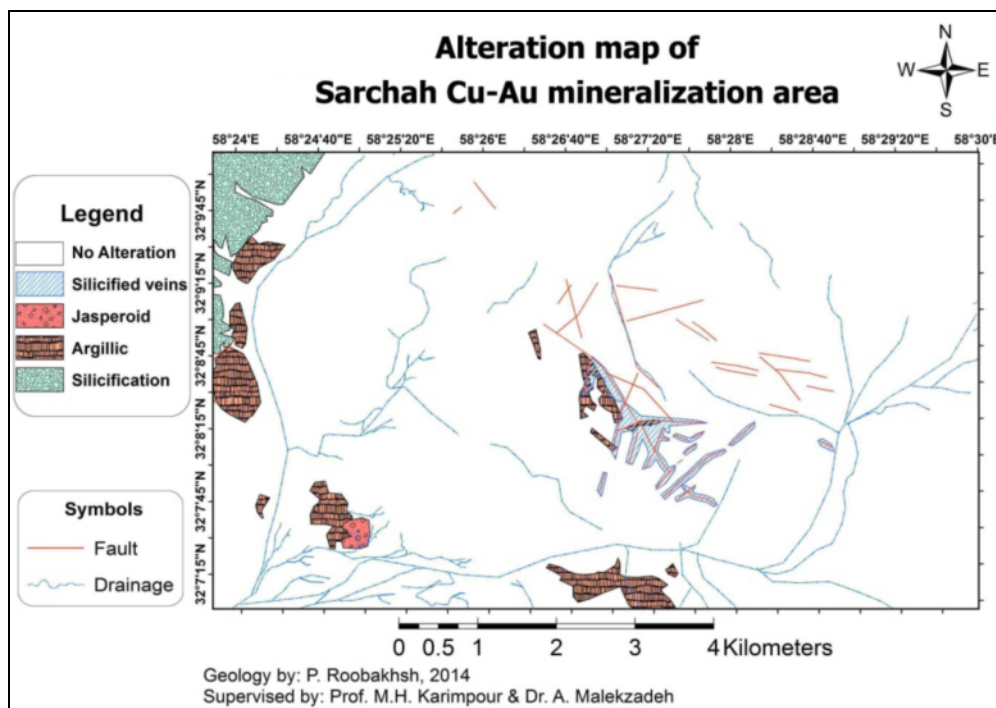 Alteration map of
Sarchah Cu-Au mineralization area
N
W E
S
58°24'E 58°24'40"E 58°25'20"E 58°26'E 58°26'40"E 58°27'20"E 58°28'E 58°28'40"E 58°29'20"E 58°30'E
32°9'45"N
32°9'15"N
32°8'45"N
32°8'15"N
32°7'45"N
32°7'15"N
Legend
No Alteration
Silicified veins
Jasperoid
Argillic
Silicification
Symbols
Fault
Drainage
0 0.5 1 2 3 4 Kilometers
Geology by: P. Roobakhsh, 2014
Supervised by: Prof. M.H. Karimpour & Dr. A. Malekzadeh